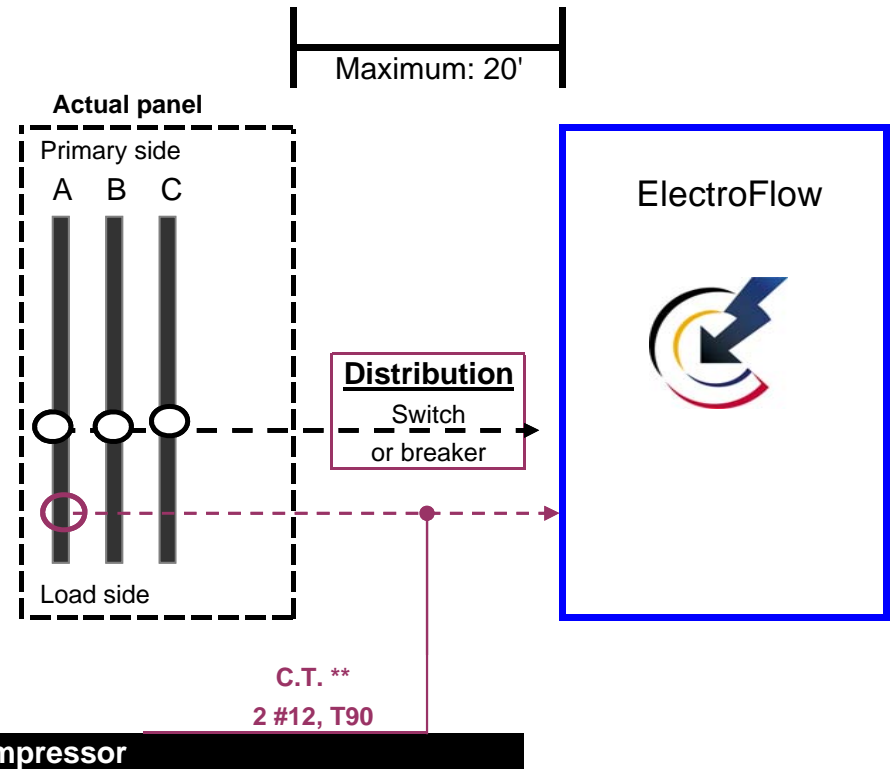 Maximum: 20'
Actual panel
Primary side
A B C
ElectroFlow
Distribution
Switch
or breaker
Load side
C.T. **
2 #12, T90
mpressor